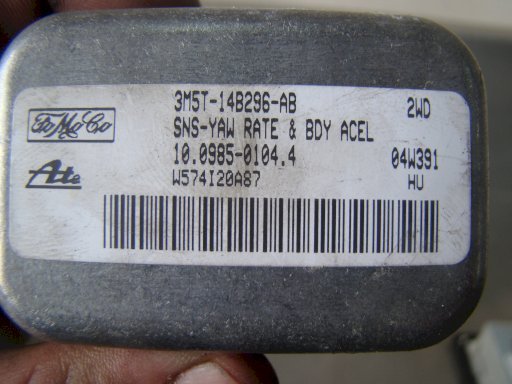 3M5T-14B296-AB 2WD
FoMoCo SNS-YAW RATE & BDY ACEL
10.0985-0104.4 04W391
Ate W574I20A87 HU